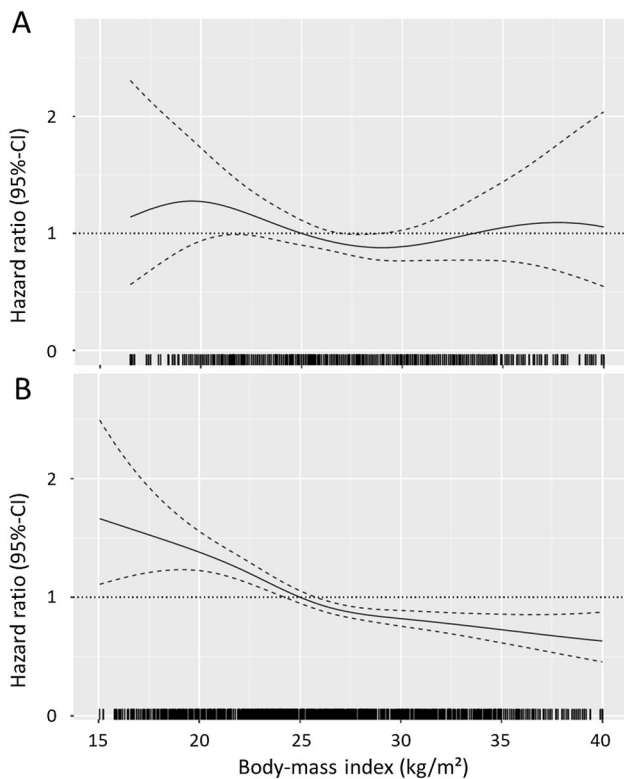 A
Hazard ratio (95%-CI)
2
1
0
B
Hazard ratio (95%-CI)
2
1
0
15 20 25 30 35 40
Body-mass index (kg/m²)